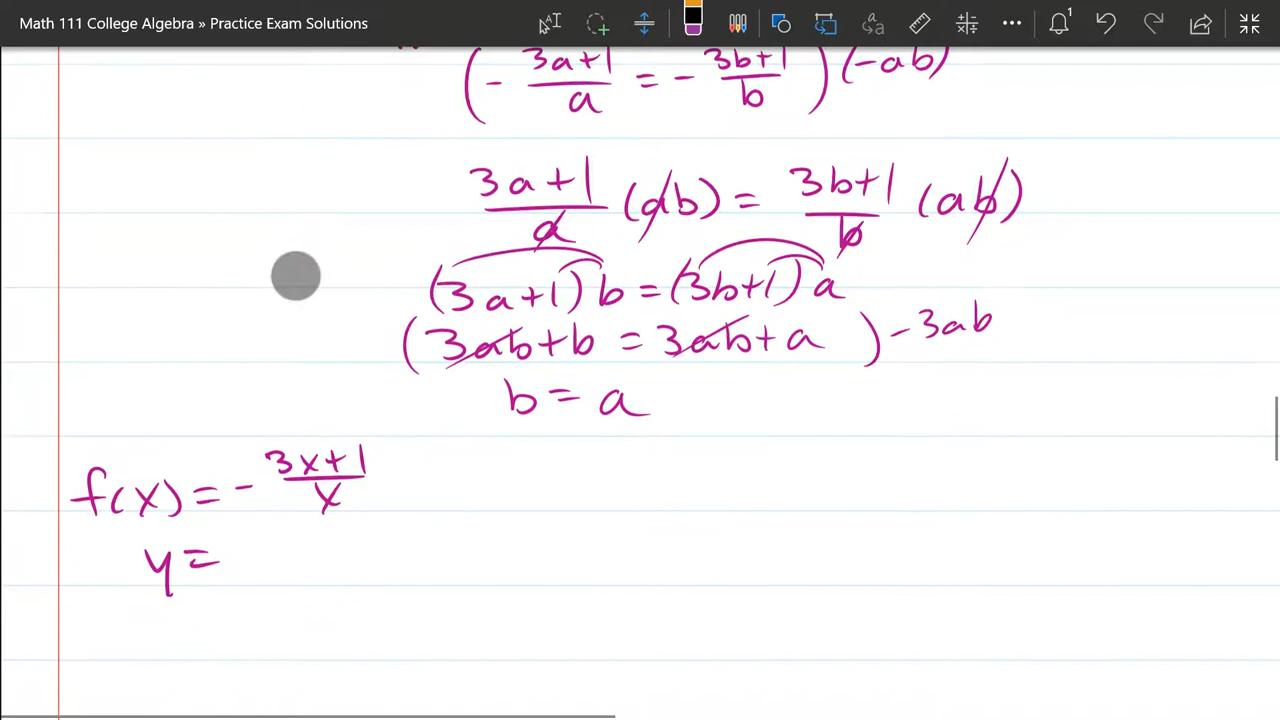 Math 111 College Algebra » Practice Exam Solutions
1
(- 3a+1/a = - 3b+1/b)(-ab)
3a+1/a (ab) = 3b+1/b (ab)
(3a+1)b = (3b+1)a
(3ab+b = 3ab+a) -3ab
b = a
f(x) = - 3x+1/x
y =